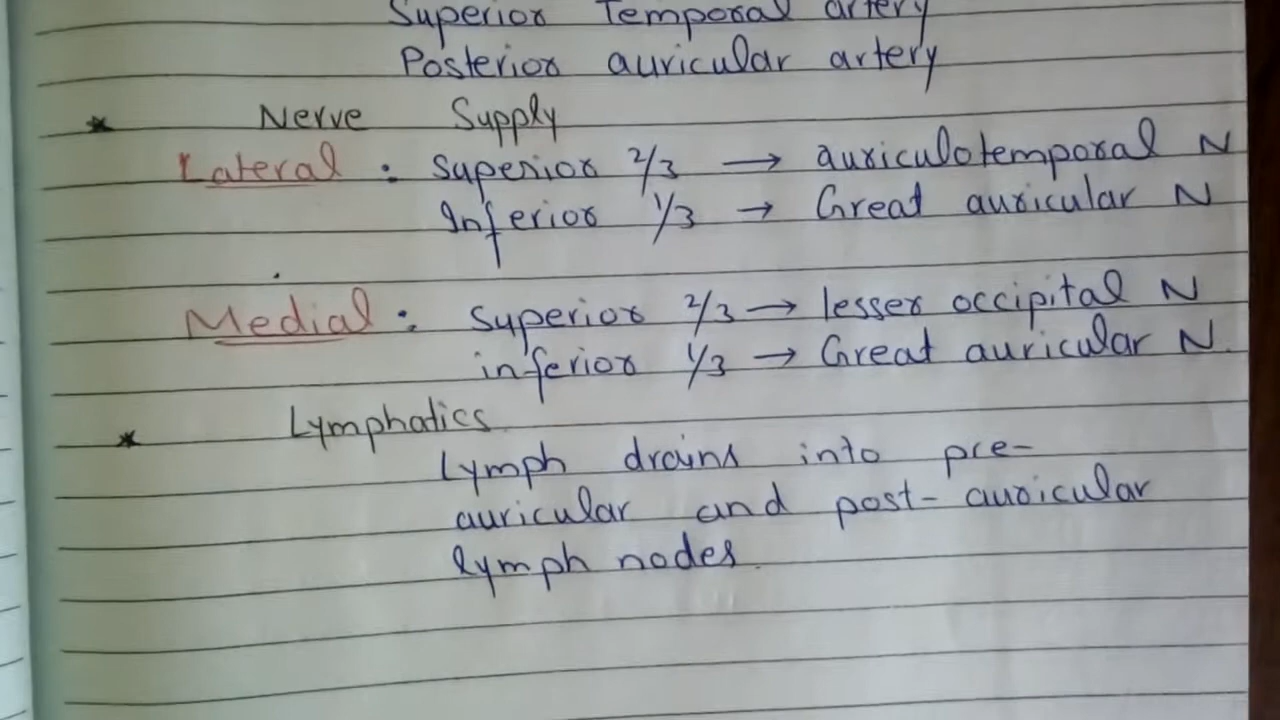 Superior Temporal artery
Posterior auricular artery
* Nerve Supply
Lateral : Superior 2/3 → auriculotemporal N
Inferior 1/3 → Great auricular N
Medial : Superior 2/3 → lesser occipital N
inferior 1/3 → Great auricular N.
* Lymphatics
Lymph drains into pre-
auricular and post-auricular
lymph nodes.